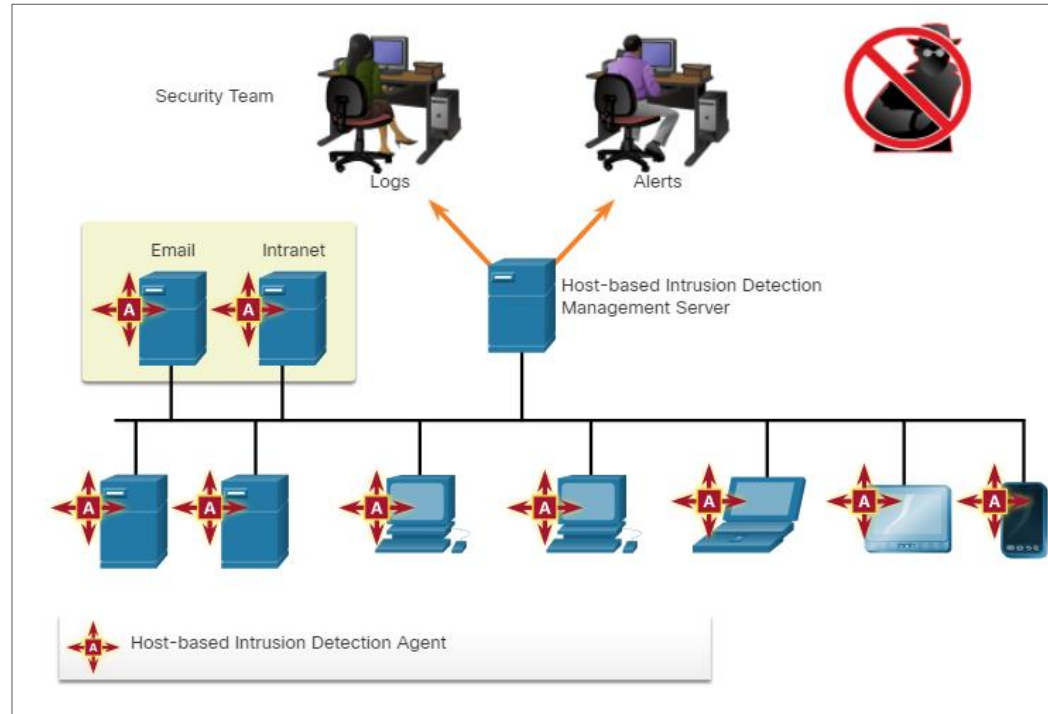 Security Team
Logs
Alerts
Email
Intranet
Host-based Intrusion Detection
Management Server
A
A
A
A
A
A
A
A
A
A
Host-based Intrusion Detection Agent